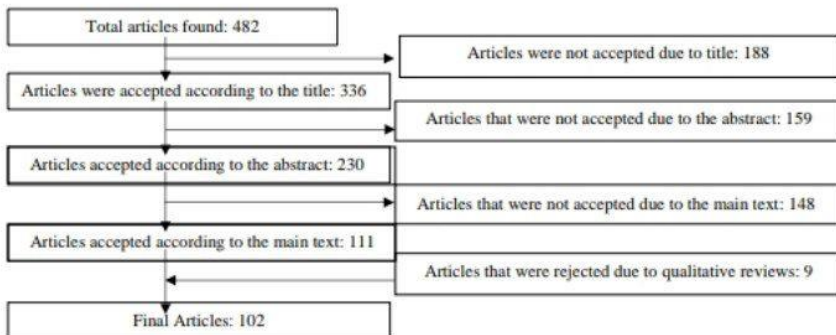 Total articles found: 482
Articles were not accepted due to title: 188
Articles were accepted according to the title: 336
Articles that were not accepted due to the abstract: 159
Articles accepted according to the abstract: 230
Articles that were not accepted due to the main text: 148
Articles accepted according to the main text: 111
Articles that were rejected due to qualitative reviews: 9
Final Articles: 102